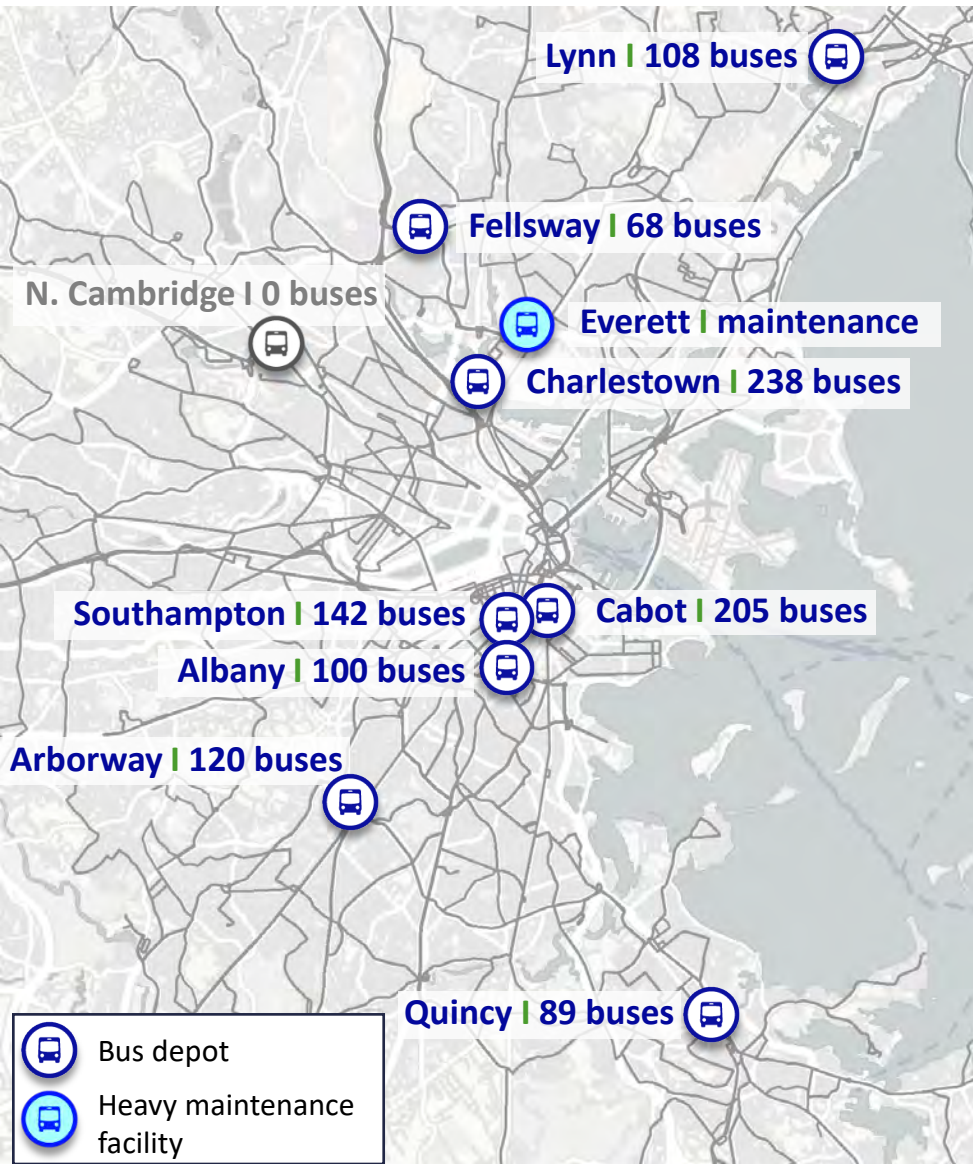 Lynn I 108 buses
Fellsway I 68 buses
N. Cambridge I 0 buses
Everett I maintenance
Charlestown I 238 buses
Southampton I 142 buses
Cabot I 205 buses
Albany I 100 buses
Arborway I 120 buses
Quincy I 89 buses
Bus depot
Heavy maintenance
facility